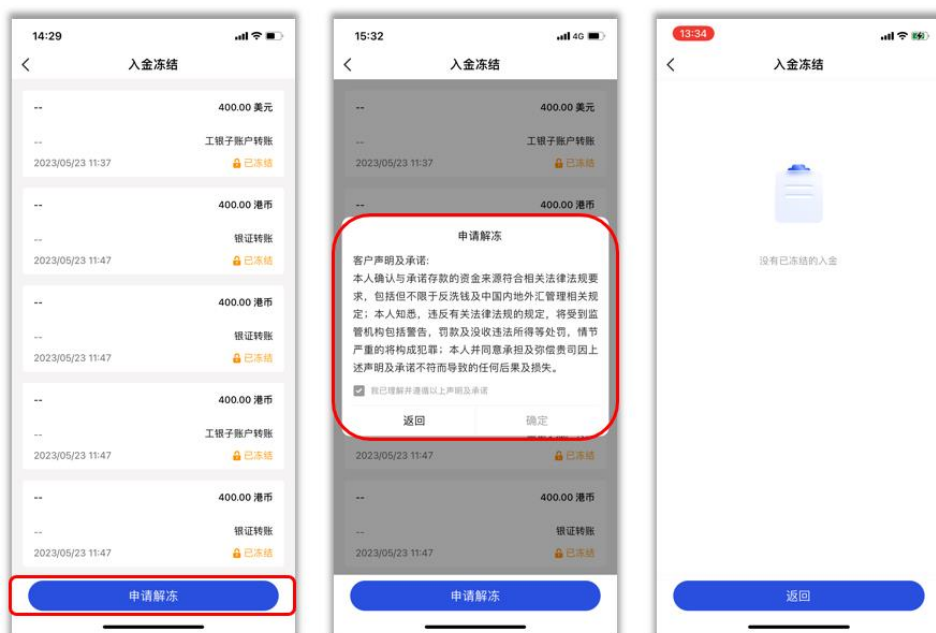 14:29
入金冻结
--
400.00 美元
--
工银子账户转账
2023/05/23 11:37
已冻结
--
400.00 港币
--
银证转账
2023/05/23 11:47
已冻结
--
400.00 港币
--
银证转账
2023/05/23 11:47
已冻结
--
400.00 港币
--
工银子账户转账
2023/05/23 11:47
已冻结
--
400.00 港币
--
银证转账
2023/05/23 11:47
已冻结
申请解冻
15:32
4G
入金冻结
--
400.00 美元
--
工银子账户转账
2023/05/23 11:37
已冻结
--
400.00 港币
申请解冻
客户声明及承诺:
本人确认与承诺存款的资金来源符合相关法律法规要
求，包括但不限于反洗钱及中国内地外汇管理相关规
定；本人知悉，违反有关法律法规的规定，将受到监
管机构包括警告，罚款及没收违法所得等处罚，情节
严重的将构成犯罪；本人并同意承担及弥偿贵司因上
述声明及承诺不符而导致的任何后果及损失。
我已理解并遵循以上声明及承诺
返回
确定
2023/05/23 11:47
已冻结
--
400.00 港币
--
银证转账
2023/05/23 11:47
已冻结
申请解冻
13:34
入金冻结
没有已冻结的入金
返回